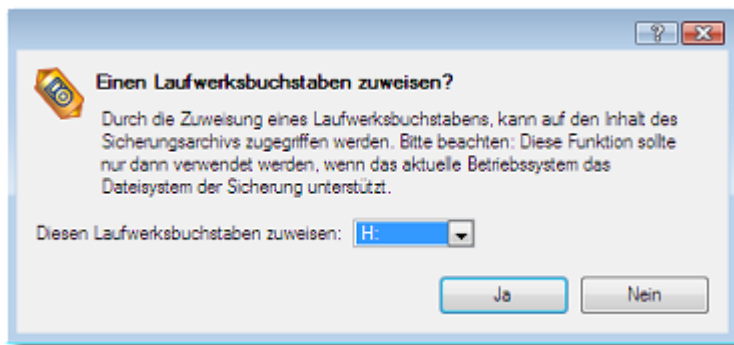 Einen Laufwerksbuchstaben zuweisen?
Durch die Zuweisung eines Laufwerksbuchstabens, kann auf den Inhalt des
Sicherungsarchivs zugegriffen werden. Bitte beachten: Diese Funktion sollte
nur dann verwendet werden, wenn das aktuelle Betriebssystem das
Dateisystem der Sicherung unterstützt.
Diesen Laufwerksbuchstaben zuweisen: H:
Ja Nein